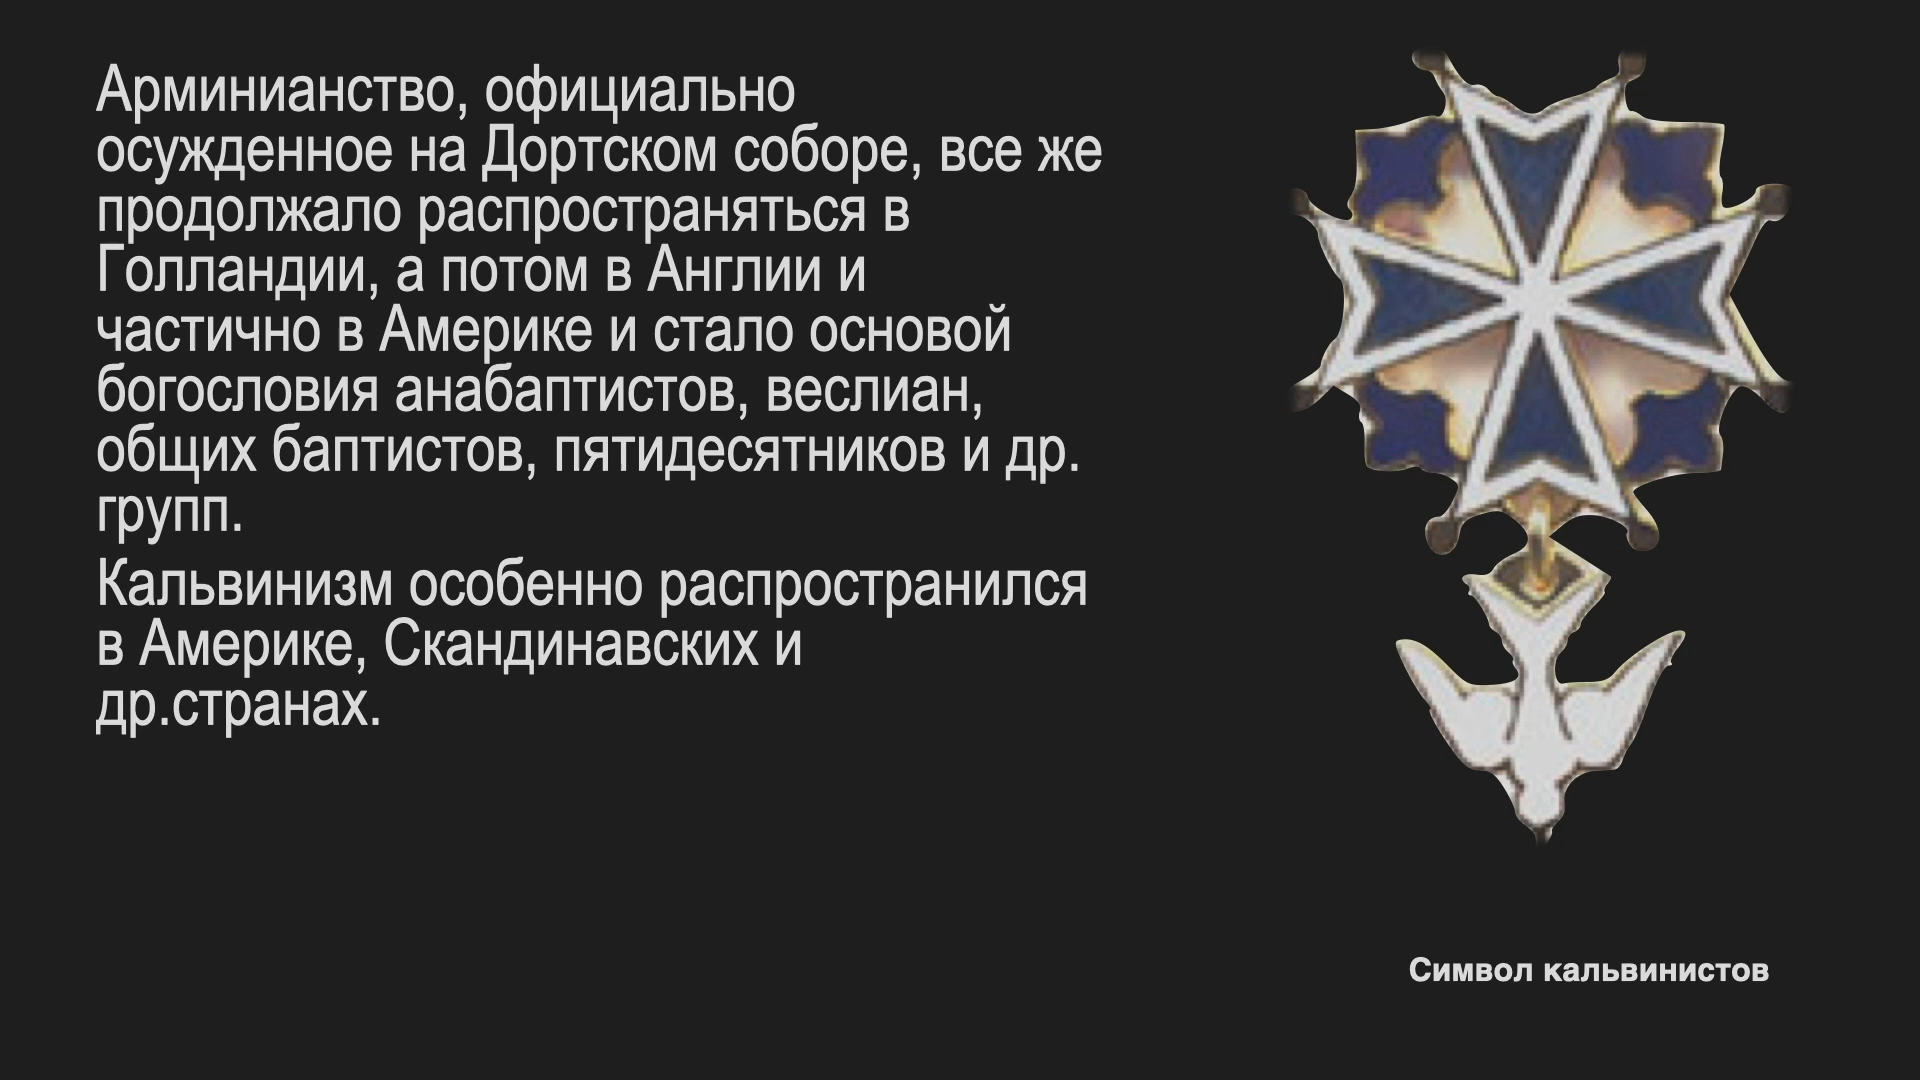 Арминианство, официально
осужденное на Дортском соборе, все же
продолжало распространяться в
Голландии, а потом в Англии и
частично в Америке и стало основой
богословия анабаптистов, веслиан,
общих баптистов, пятидесятников и др.
групп.
Кальвинизм особенно распространился
в Америке, Скандинавских и
др.странах.
Символ кальвинистов